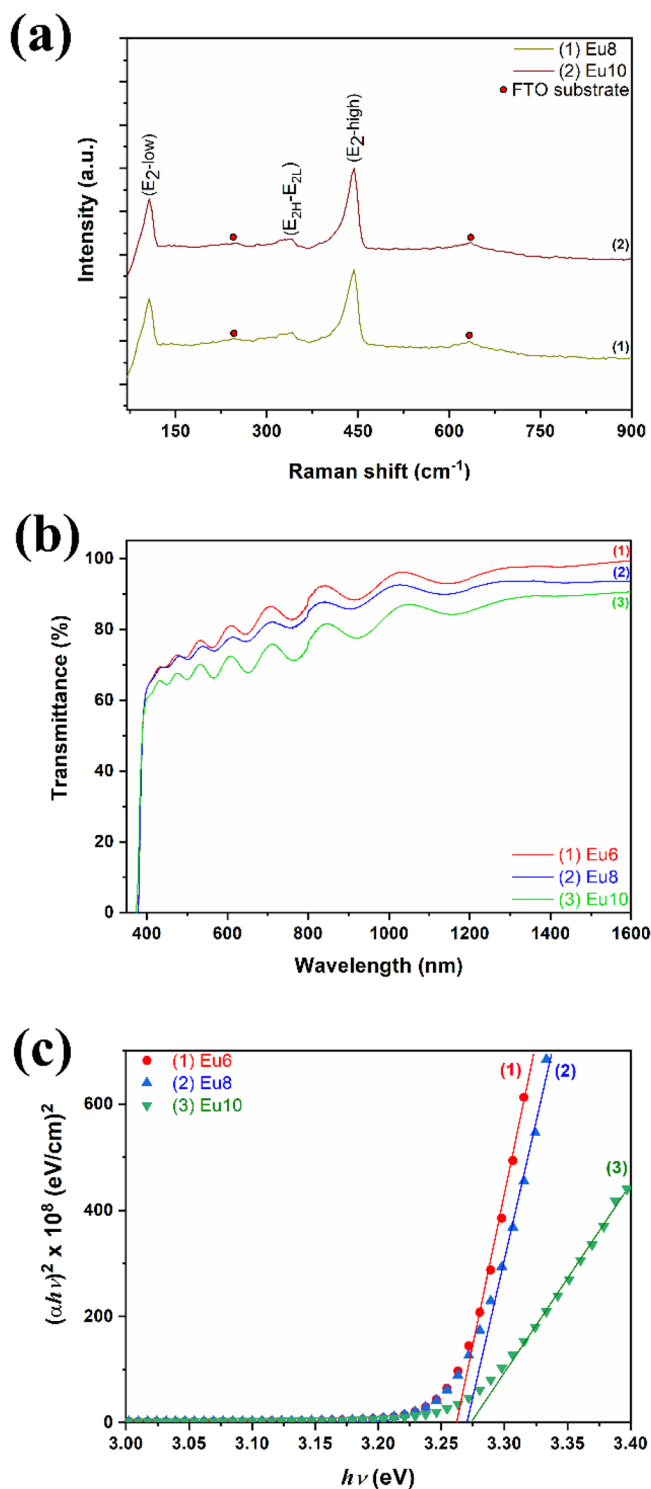 (a)
(1) Eu8
(2) Eu10
FTO substrate
(E2-low)
(E2H-E2L)
(E2-high)
(2)
(1)
Intensity (a.u.)
150 300 450 600 750 900
Raman shift (cm-1)
(b)
100
80
60
40
20
0
(1)
(2)
(3)
Transmittance (%)
(1) Eu6
(2) Eu8
(3) Eu10
400 600 800 1000 1200 1400 1600
Wavelength (nm)
(c)
(1) Eu6
(2) Eu8
(3) Eu10
(1)
(2)
(3)
600
400
200
0
(αhν)2 x 108 (eV/cm)2
3.00 3.05 3.10 3.15 3.20 3.25 3.30 3.35 3.40
hν (eV)